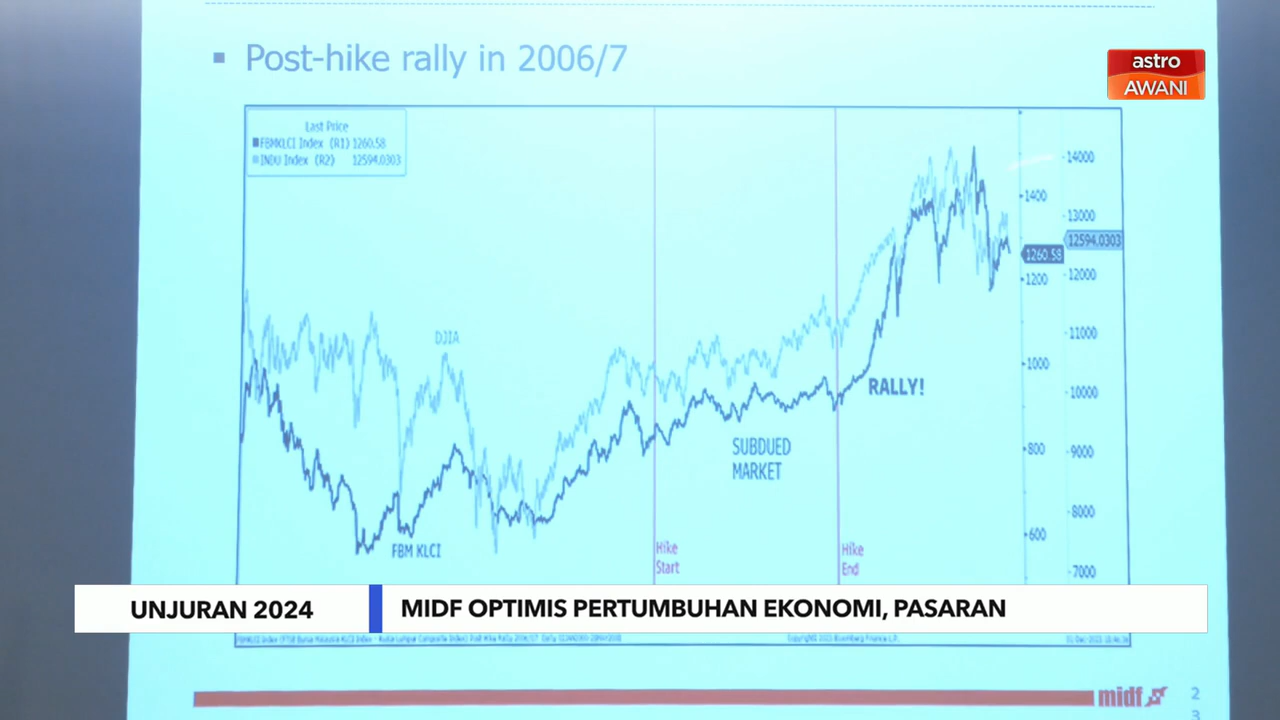 Post-hike rally in 2006/7
astro
AWANI
Last Price
FBMKLCI Index (R1) 1260.58
INDU Index (R2) 12594.0303
14000
1400
13000
12594.0303
1260.58
12000
1200
11000
DJIA
1000
10000
RALLY!
SUBDUED
MARKET
800
9000
8000
600
FBM KLCI
Hike
Start
Hike
End
7000
UNJURAN 2024
MIDF OPTIMIS PERTUMBUHAN EKONOMI, PASARAN
midf
2
3